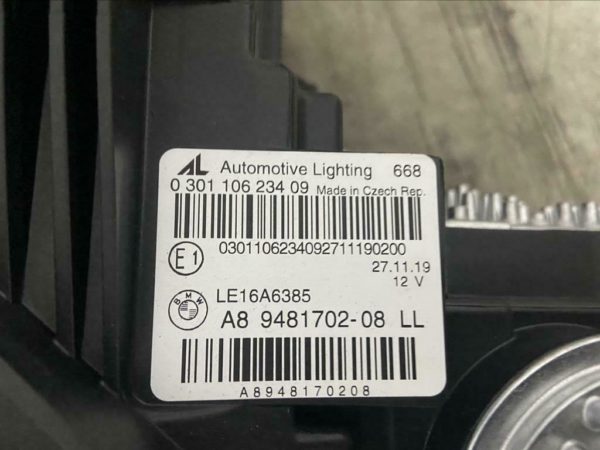 AL Automotive Lighting 668
0 301 106 234 09 Made in Czech Rep.
0301106234092711190200
E1
27.11.19
12 V
BMW
LE16A6385
A8 9481702-08 LL
A8948170208